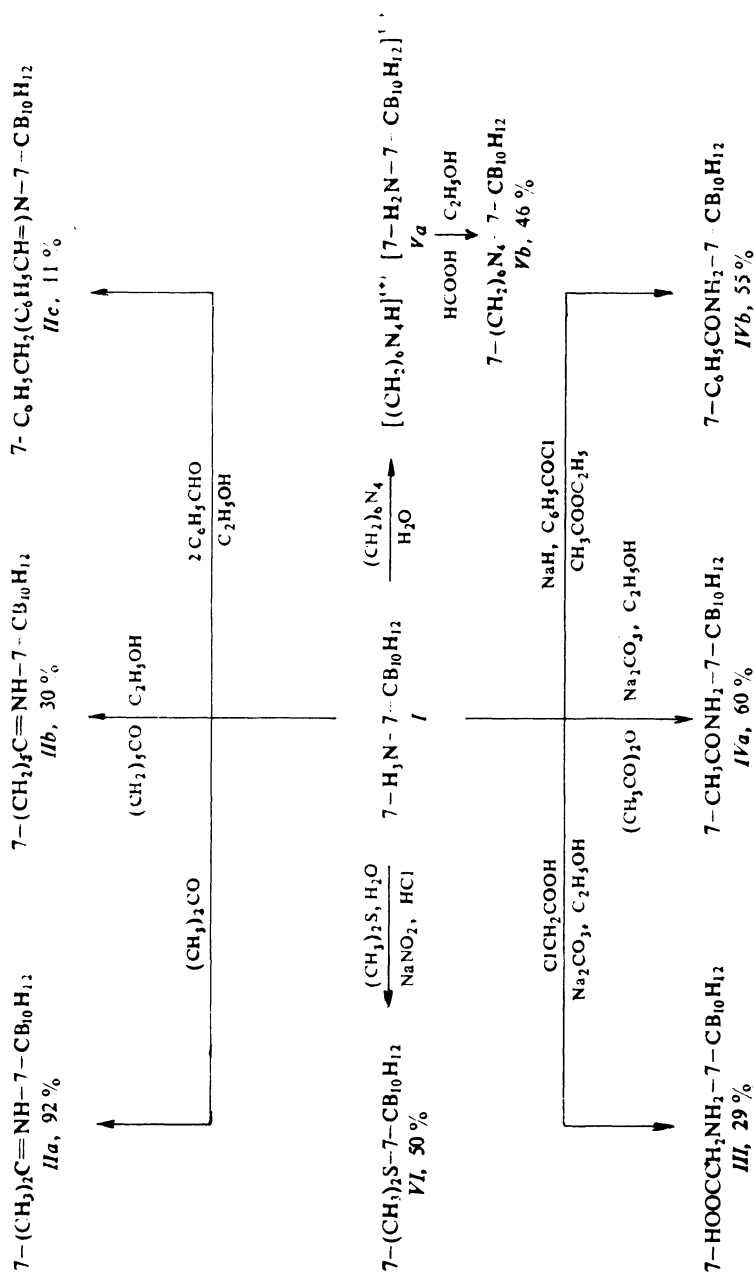 7−(CH₃)₂C=NH−7−CB₁₀H₁₂
IIa, 92 %
7−(CH₂)₅C=NH−7−CB₁₀H₁₂
IIb, 30 %
7-C₆H₅CH₂(C₆H₅CH=)N−7−CB₁₀H₁₂
IIc, 11 %
(CH₃)₂CO
(CH₂)₅CO C₂H₅OH
2C₆H₅CHO
C₂H₅OH
7−(CH₃)₂S−7−CB₁₀H₁₂
VI, 50 %
(CH₃)₂S, H₂O
NaNO₂, HCl
7−H₃N−7−CB₁₀H₁₂
I
(CH₂)₆N₄
H₂O
[(CH₂)₆N₄H]⁽⁺⁾ [7−H₂N−7−CB₁₀H₁₂]⁽⁻⁾
Va
HCOOH C₂H₅OH
7−(CH₂)₆N₄−7−CB₁₀H₁₂
Vb, 46 %
ClCH₂COOH
Na₂CO₃, C₂H₅OH
(CH₃CO)₂O Na₂CO₃, C₂H₅OH
NaH, C₆H₅COCl
CH₃COOC₂H₅
7−HOOCCH₂NH₂−7−CB₁₀H₁₂
III, 29 %
7−CH₃CONH₂−7−CB₁₀H₁₂
IVa, 60 %
7−C₆H₅CONH₂−7−CB₁₀H₁₂
IVb, 55 %